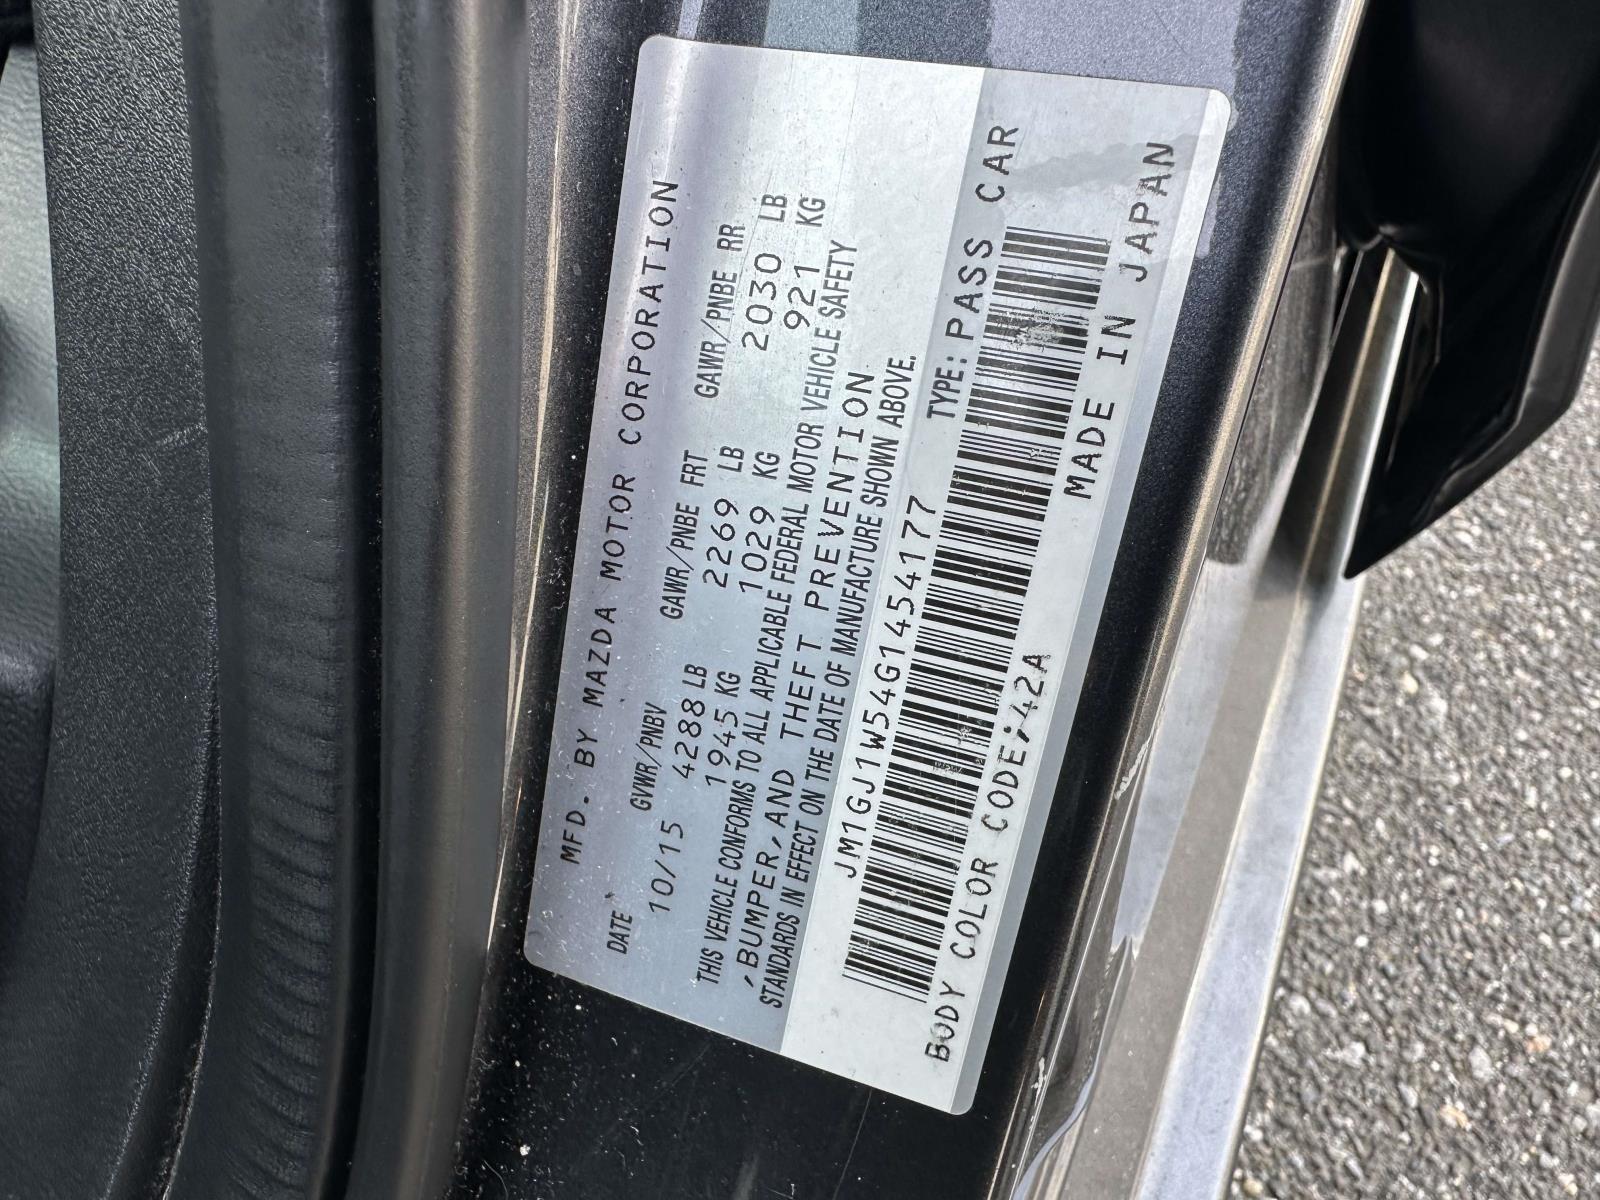 MFD. BY MAZDA MOTOR CORPORATION
DATE GVWR/PNBV GAWR/PNBE FRT GAWR/PNBE RR
10/15 4288 LB 2269 LB 2030 LB
1945 KG 1029 KG 921 KG
THIS VEHICLE CONFORMS TO ALL APPLICABLE FEDERAL MOTOR VEHICLE SAFETY
,BUMPER,AND THEFT PREVENTION
STANDARDS IN EFFECT ON THE DATE OF MANUFACTURE SHOWN ABOVE.
JM1GJ1W54G1454177 TYPE: PASS CAR
BODY COLOR CODE;42A MADE IN JAPAN